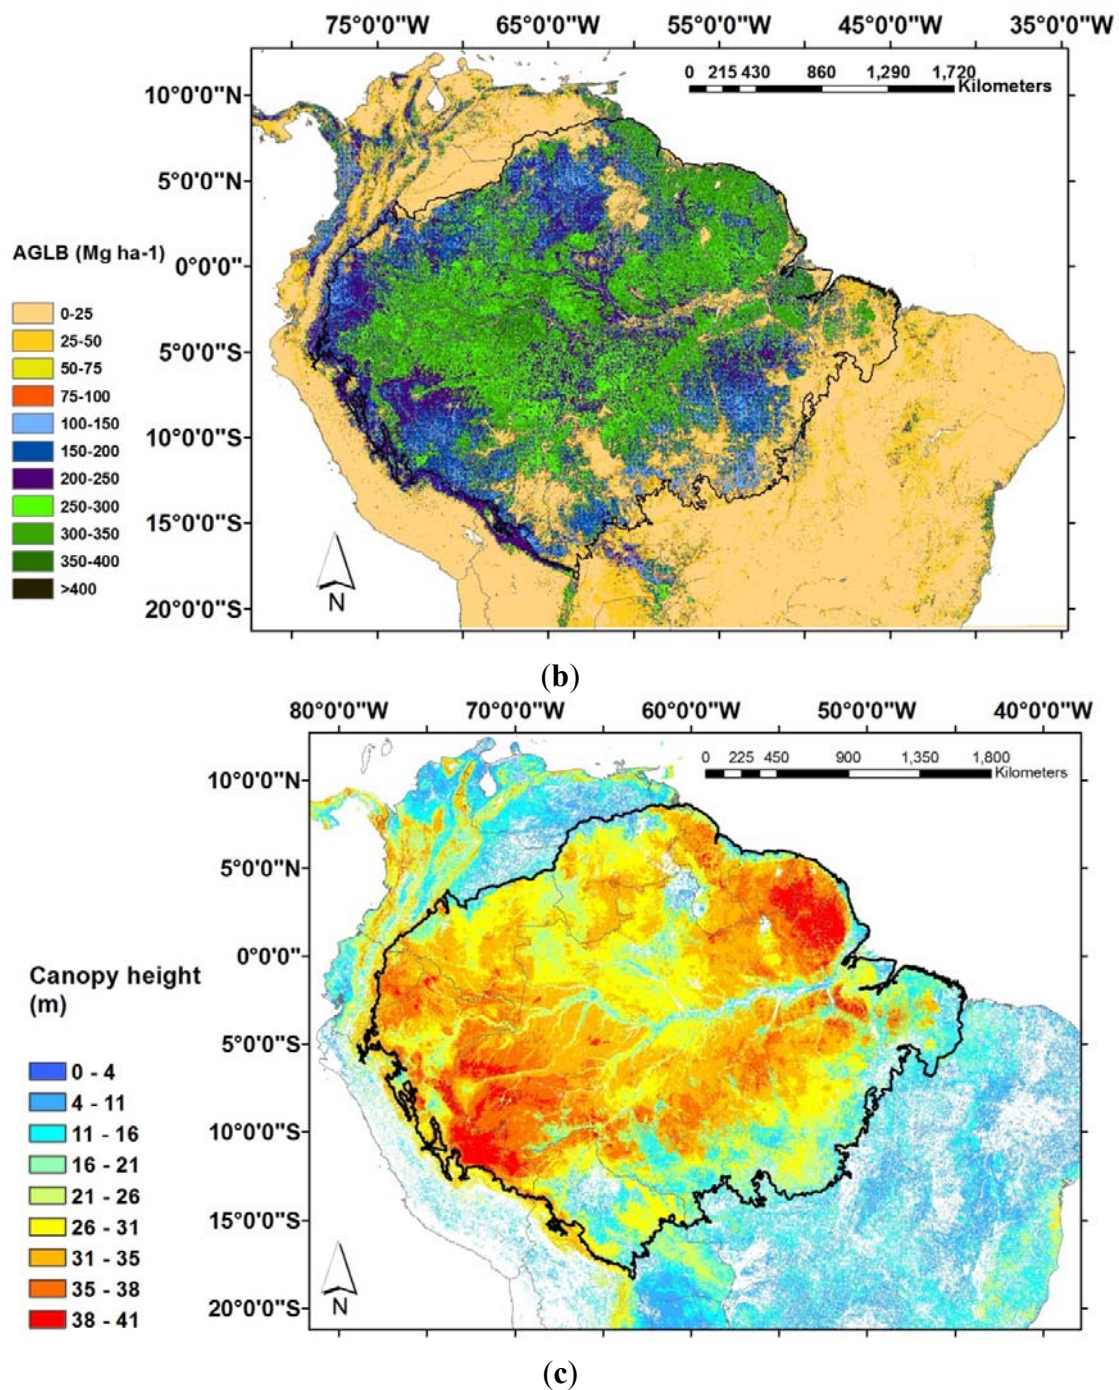 75°0'0"W 65°0'0"W 55°0'0"W 45°0'0"W 35°0'0"W
0 215 430 860 1,290 1,720
Kilometers
10°0'0"N
5°0'0"N
0°0'0"
5°0'0"S
10°0'0"S
15°0'0"S
20°0'0"S
AGLB (Mg ha-1)
0-25
25-50
50-75
75-100
100-150
150-200
200-250
250-300
300-350
350-400
>400
N
(b)
80°0'0"W 70°0'0"W 60°0'0"W 50°0'0"W 40°0'0"W
0 225 450 900 1,350 1,800
Kilometers
10°0'0"N
5°0'0"N
0°0'0"
5°0'0"S
10°0'0"S
15°0'0"S
20°0'0"S
Canopy height
(m)
0 - 4
4 - 11
11 - 16
16 - 21
21 - 26
26 - 31
31 - 35
35 - 38
38 - 41
N
(c)